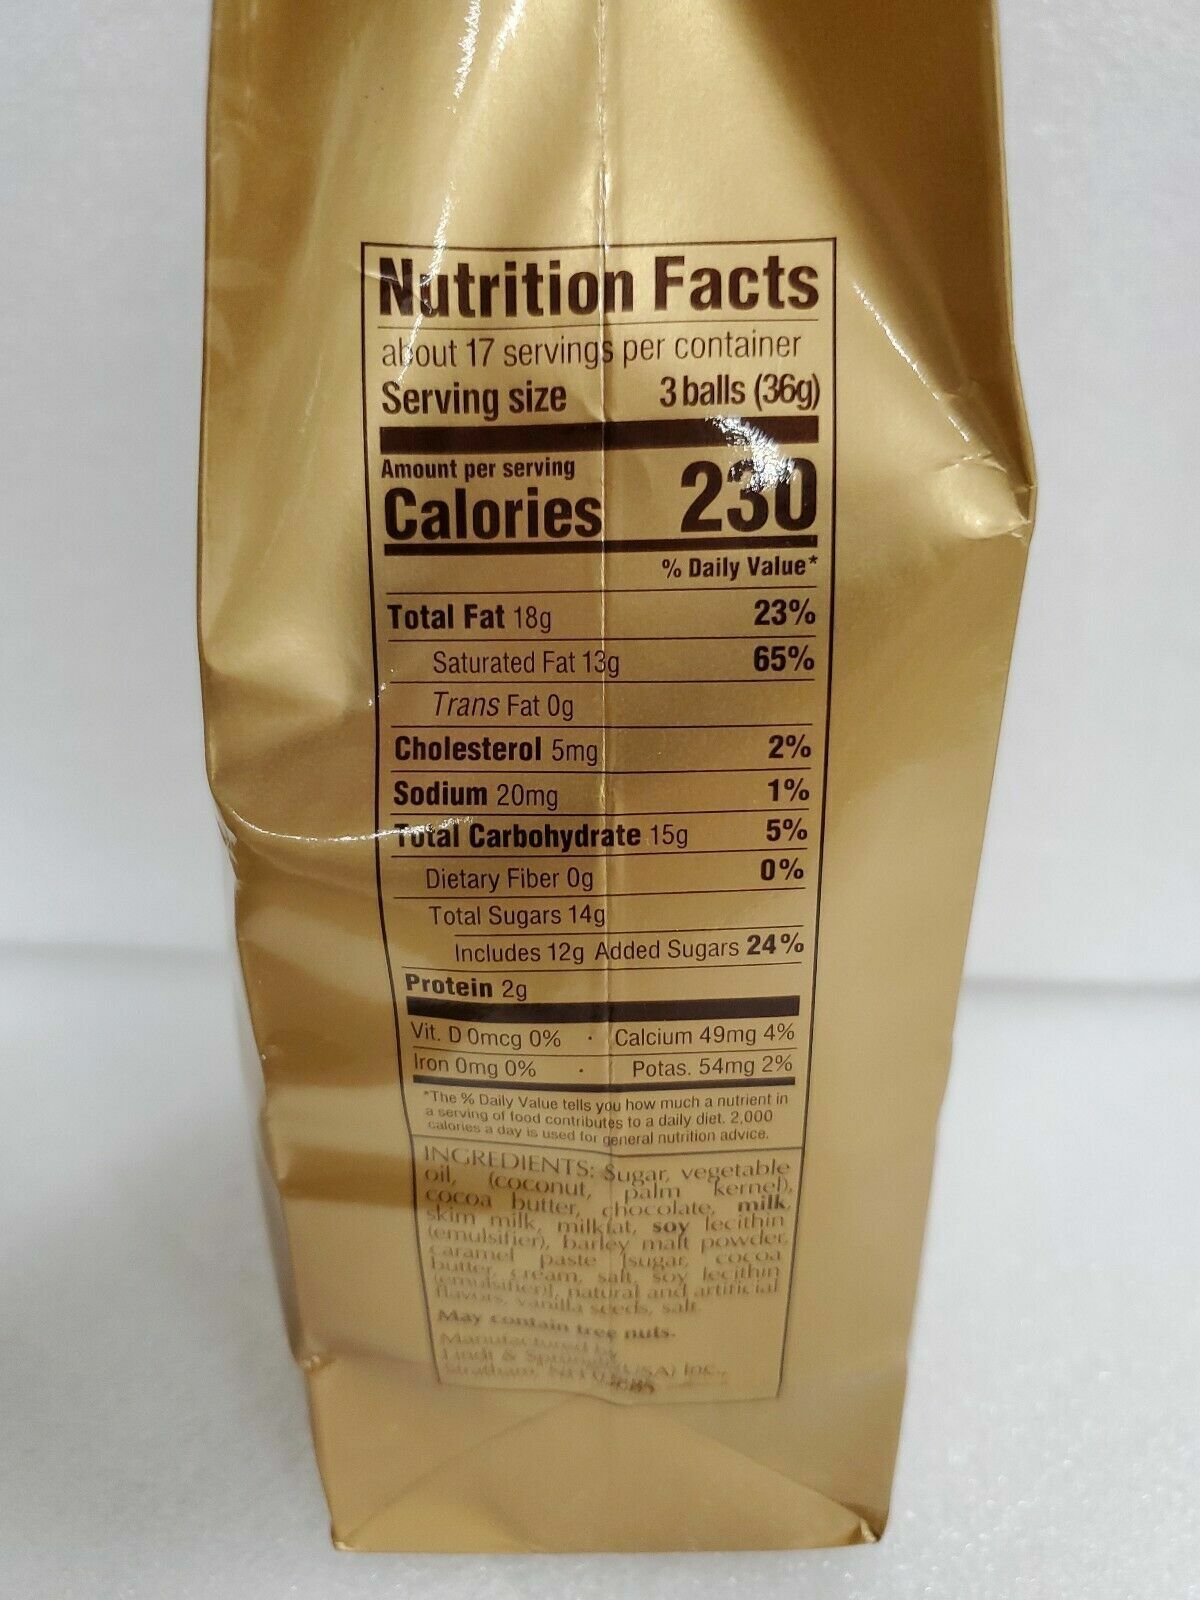 Nutrition Facts
about 17 servings per container
Serving size 3 balls (36g)
Amount per serving
Calories 230
% Daily Value*
Total Fat 18g 23%
Saturated Fat 13g 65%
Trans Fat 0g
Cholesterol 5mg 2%
Sodium 20mg 1%
Total Carbohydrate 15g 5%
Dietary Fiber 0g 0%
Total Sugars 14g
Includes 12g Added Sugars 24%
Protein 2g
Vit. D 0mcg 0% · Calcium 49mg 4%
Iron 0mg 0% · Potas. 54mg 2%
*The % Daily Value tells you how much a nutrient in
a serving of food contributes to a daily diet. 2,000
calories a day is used for general nutrition advice.
INGREDIENTS: Sugar, vegetable
oil, (coconut, palm kernel),
cocoa butter, chocolate, milk,
skim milk, milkfat, soy lecithin
(emulsifier), barley malt powder,
caramel paste [sugar, cocoa
butter, cream, salt, soy lecithin
(emulsifier)], natural and artificial
flavors, vanilla seeds, salt.
May contain tree nuts.
Manufactured by
Lindt & (USA) Inc.,
Stratham,